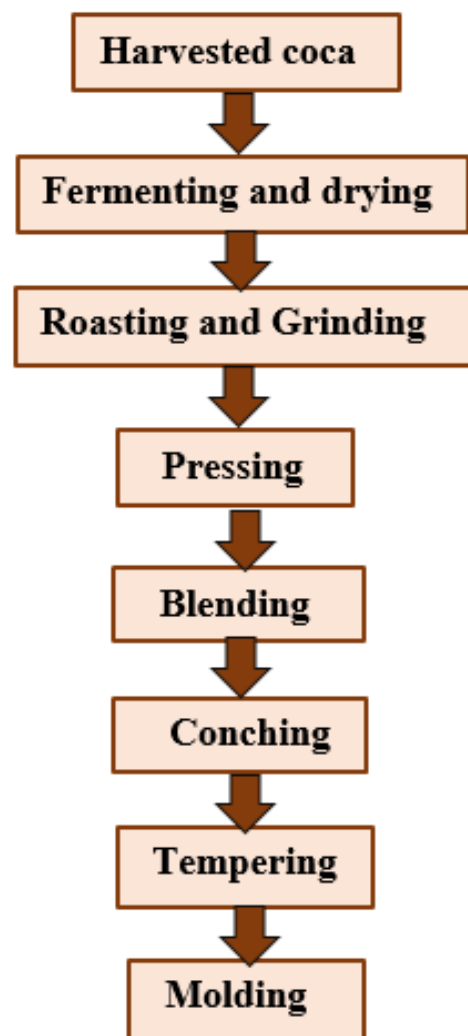 Harvested coca
Fermenting and drying
Roasting and Grinding
Pressing
Blending
Conching
Tempering
Molding